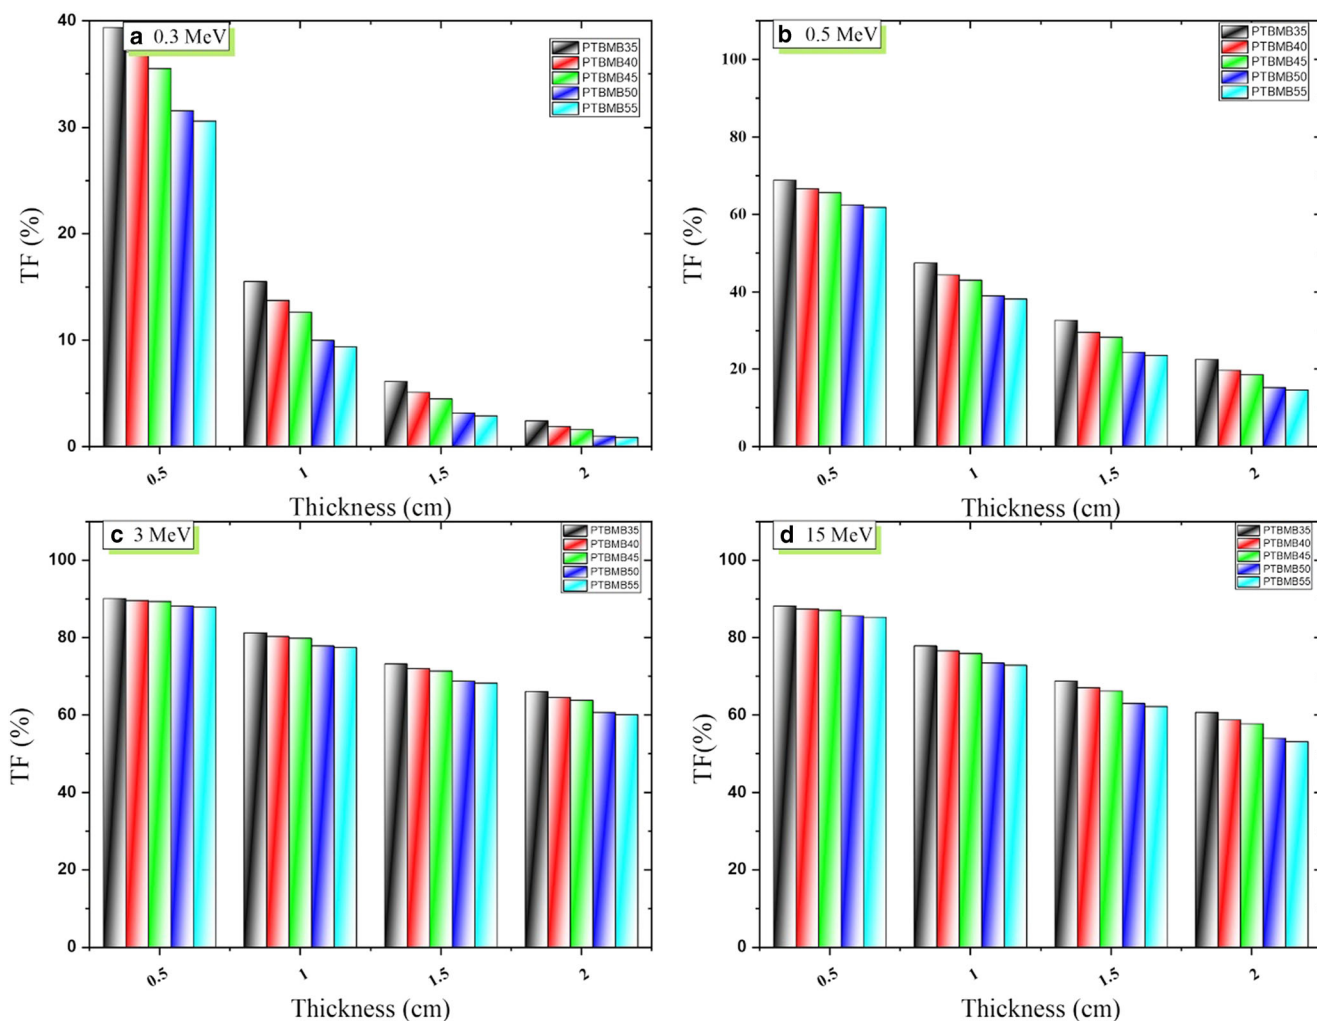 a 0.3 MeV
PTBMB35
PTBMB40
PTBMB45
PTBMB50
PTBMB55
40
30
20
10
0
TF (%)
0.5
1
1.5
2
Thickness (cm)
b 0.5 MeV
PTBMB35
PTBMB40
PTBMB45
PTBMB50
PTBMB55
100
80
60
40
20
0
TF (%)
0.5
1
1.5
2
Thickness (cm)
c 3 MeV
PTBMB35
PTBMB40
PTBMB45
PTBMB50
PTBMB55
100
80
60
40
20
0
TF (%)
0.5
1
1.5
2
Thickness (cm)
d 15 MeV
PTBMB35
PTBMB40
PTBMB45
PTBMB50
PTBMB55
100
80
60
40
20
0
TF(%)
0.5
1
1.5
2
Thickness (cm)